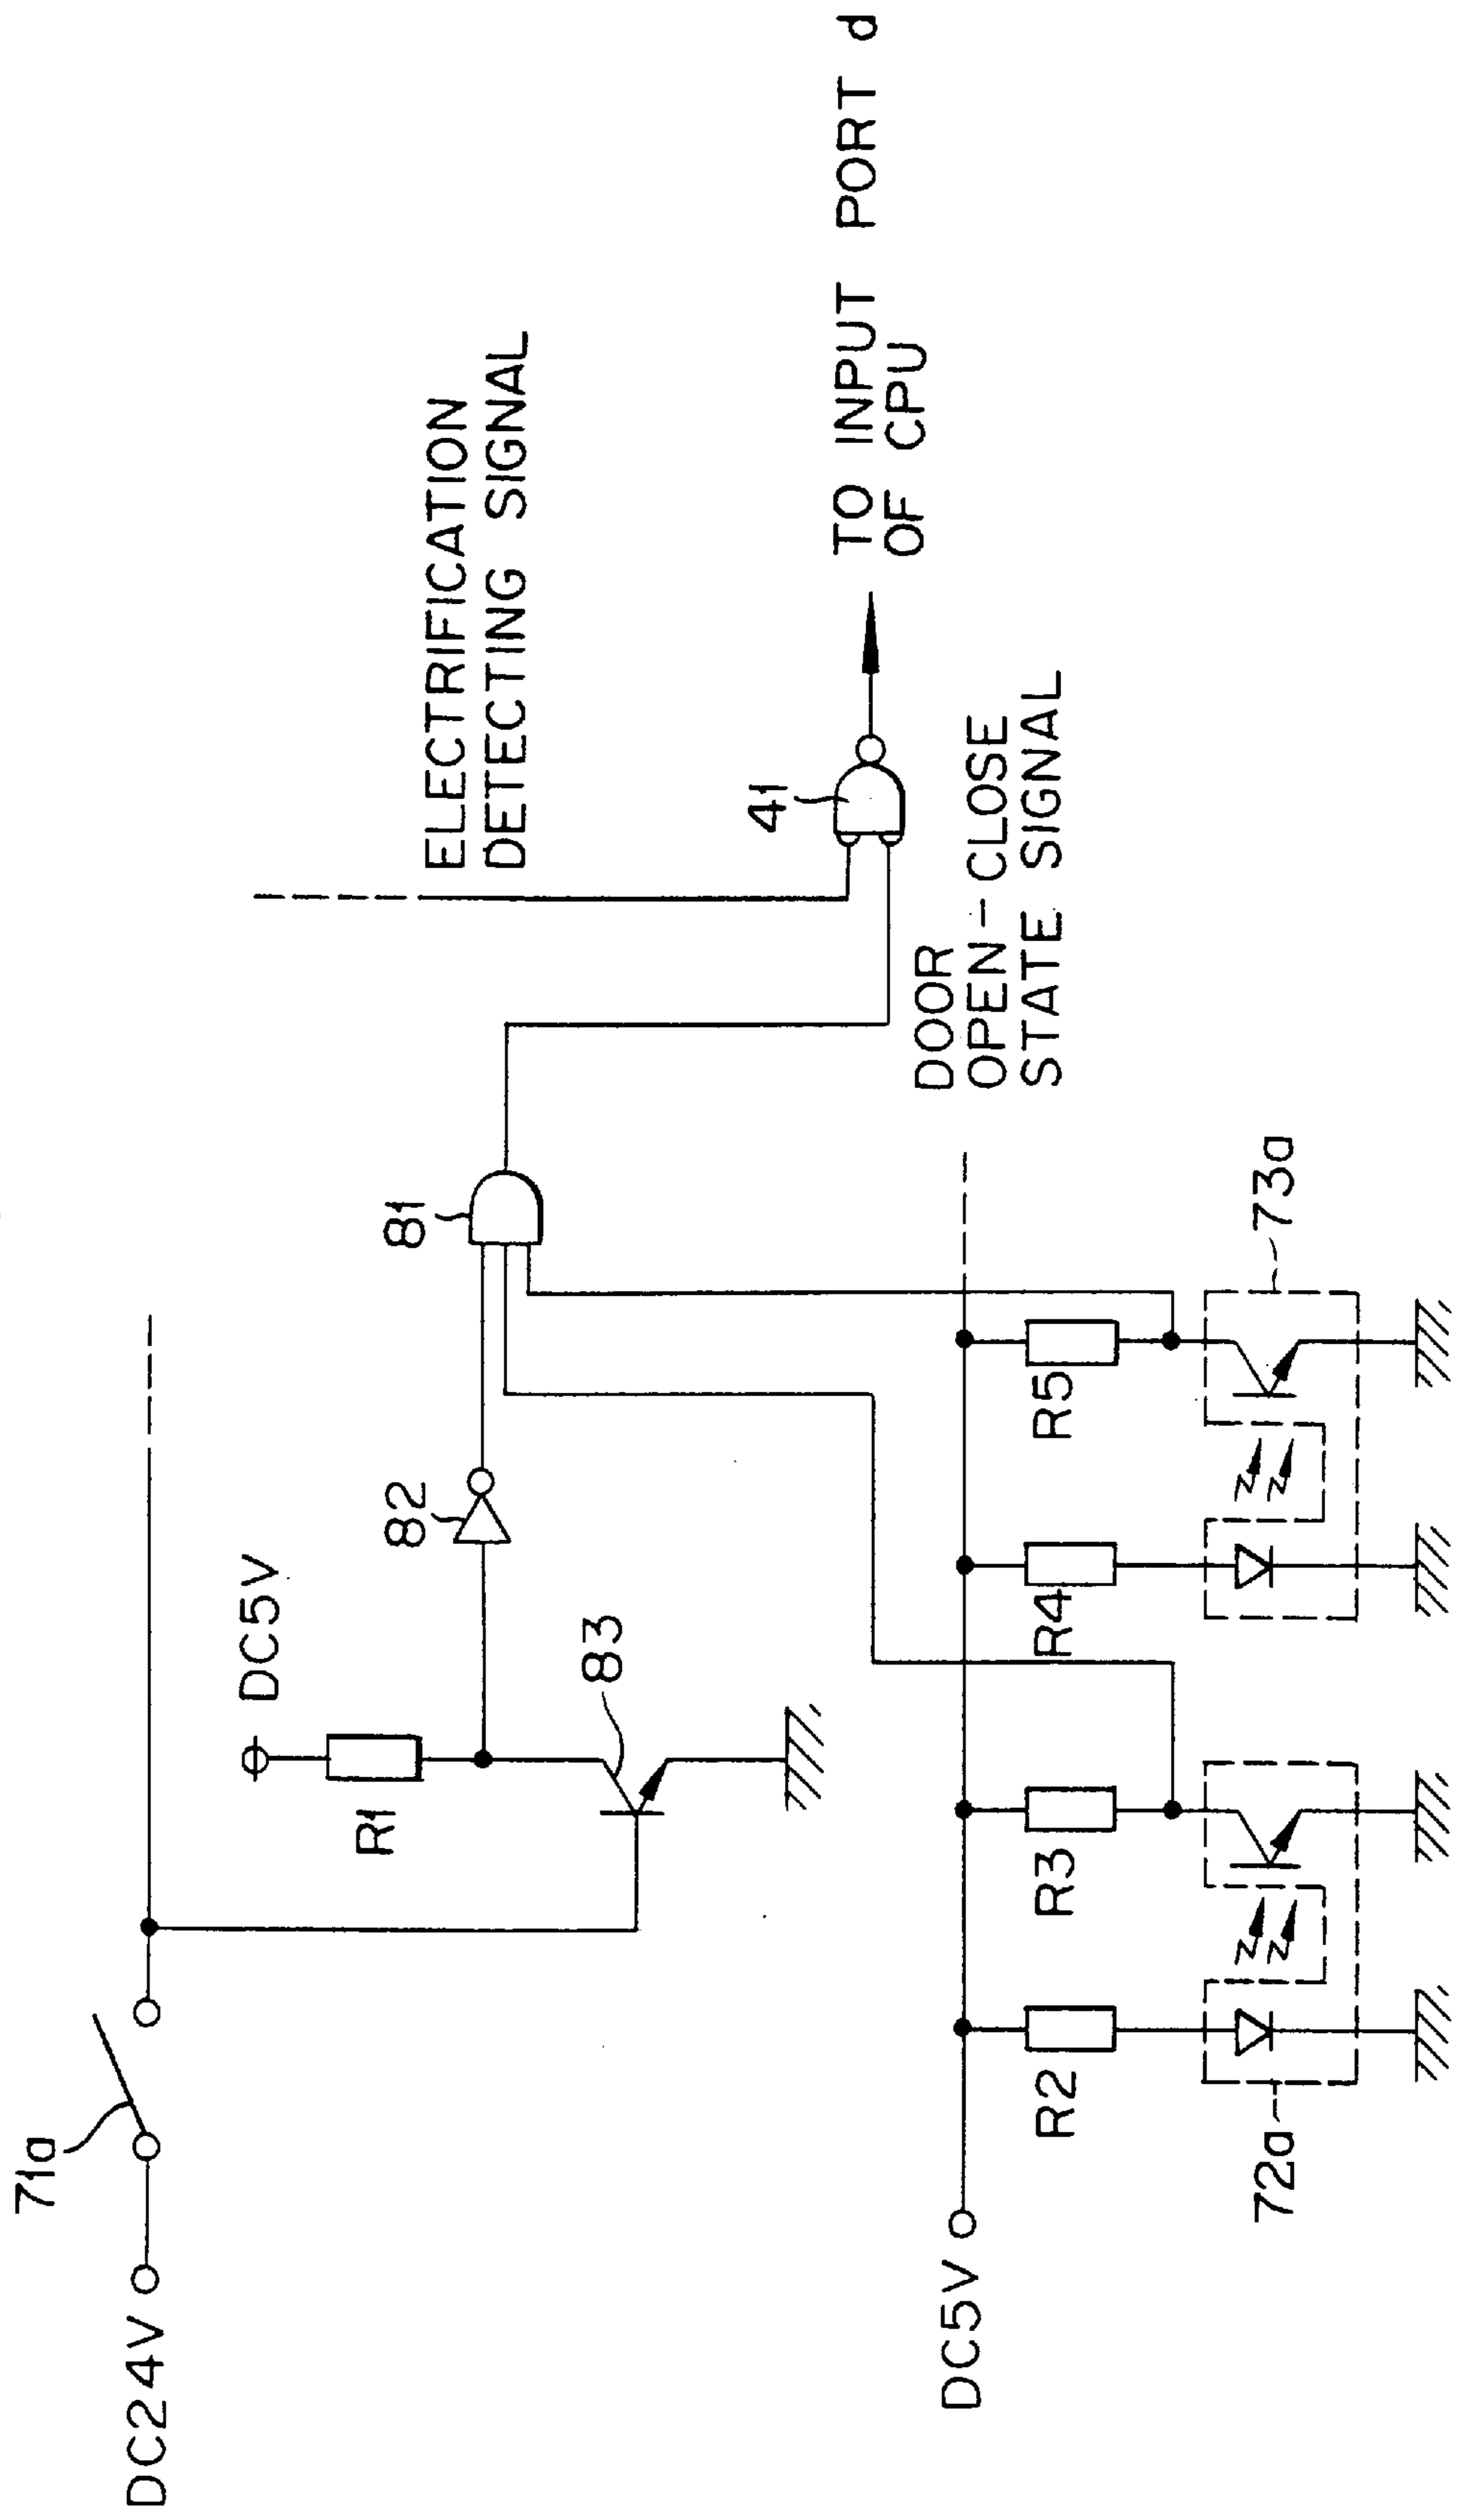 71a
DC24V
DC5V
R1
82
81
83
ELECTRIFICATION
DETECTING SIGNAL
41
TO INPUT PORT d
OF CPU
DOOR
OPEN-CLOSE
STATE SIGNAL
DC5V
R2
R3
R4
R5
72a
73a